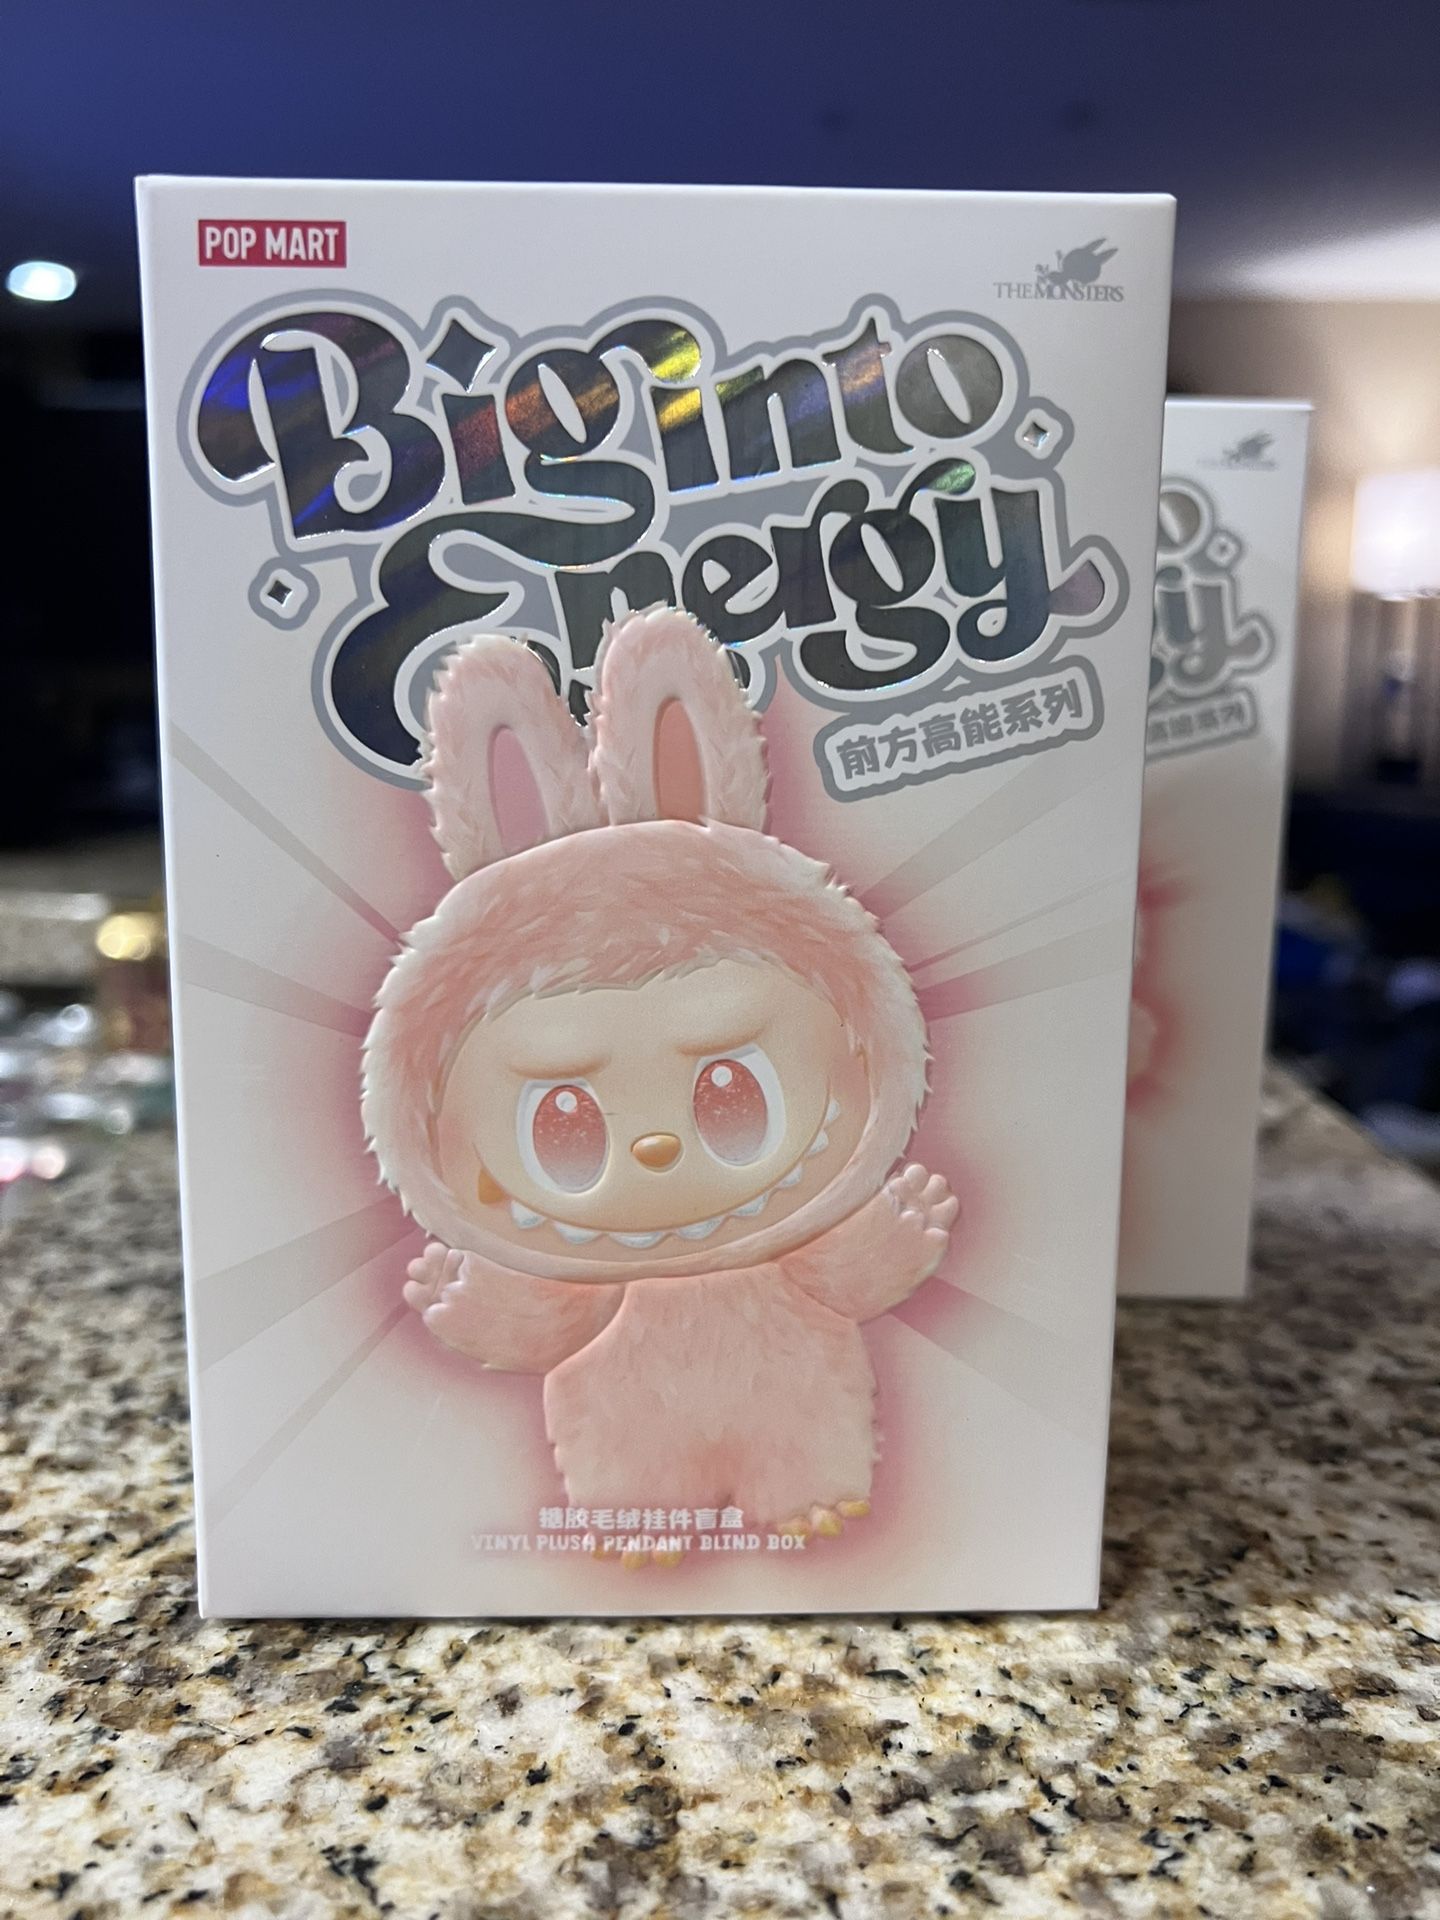 POP MART
THE MONSTERS
Big into
Energy
前方高能系列
搪胶毛绒挂件盲盒
VINYL PLUSH PENDANT BLIND BOX